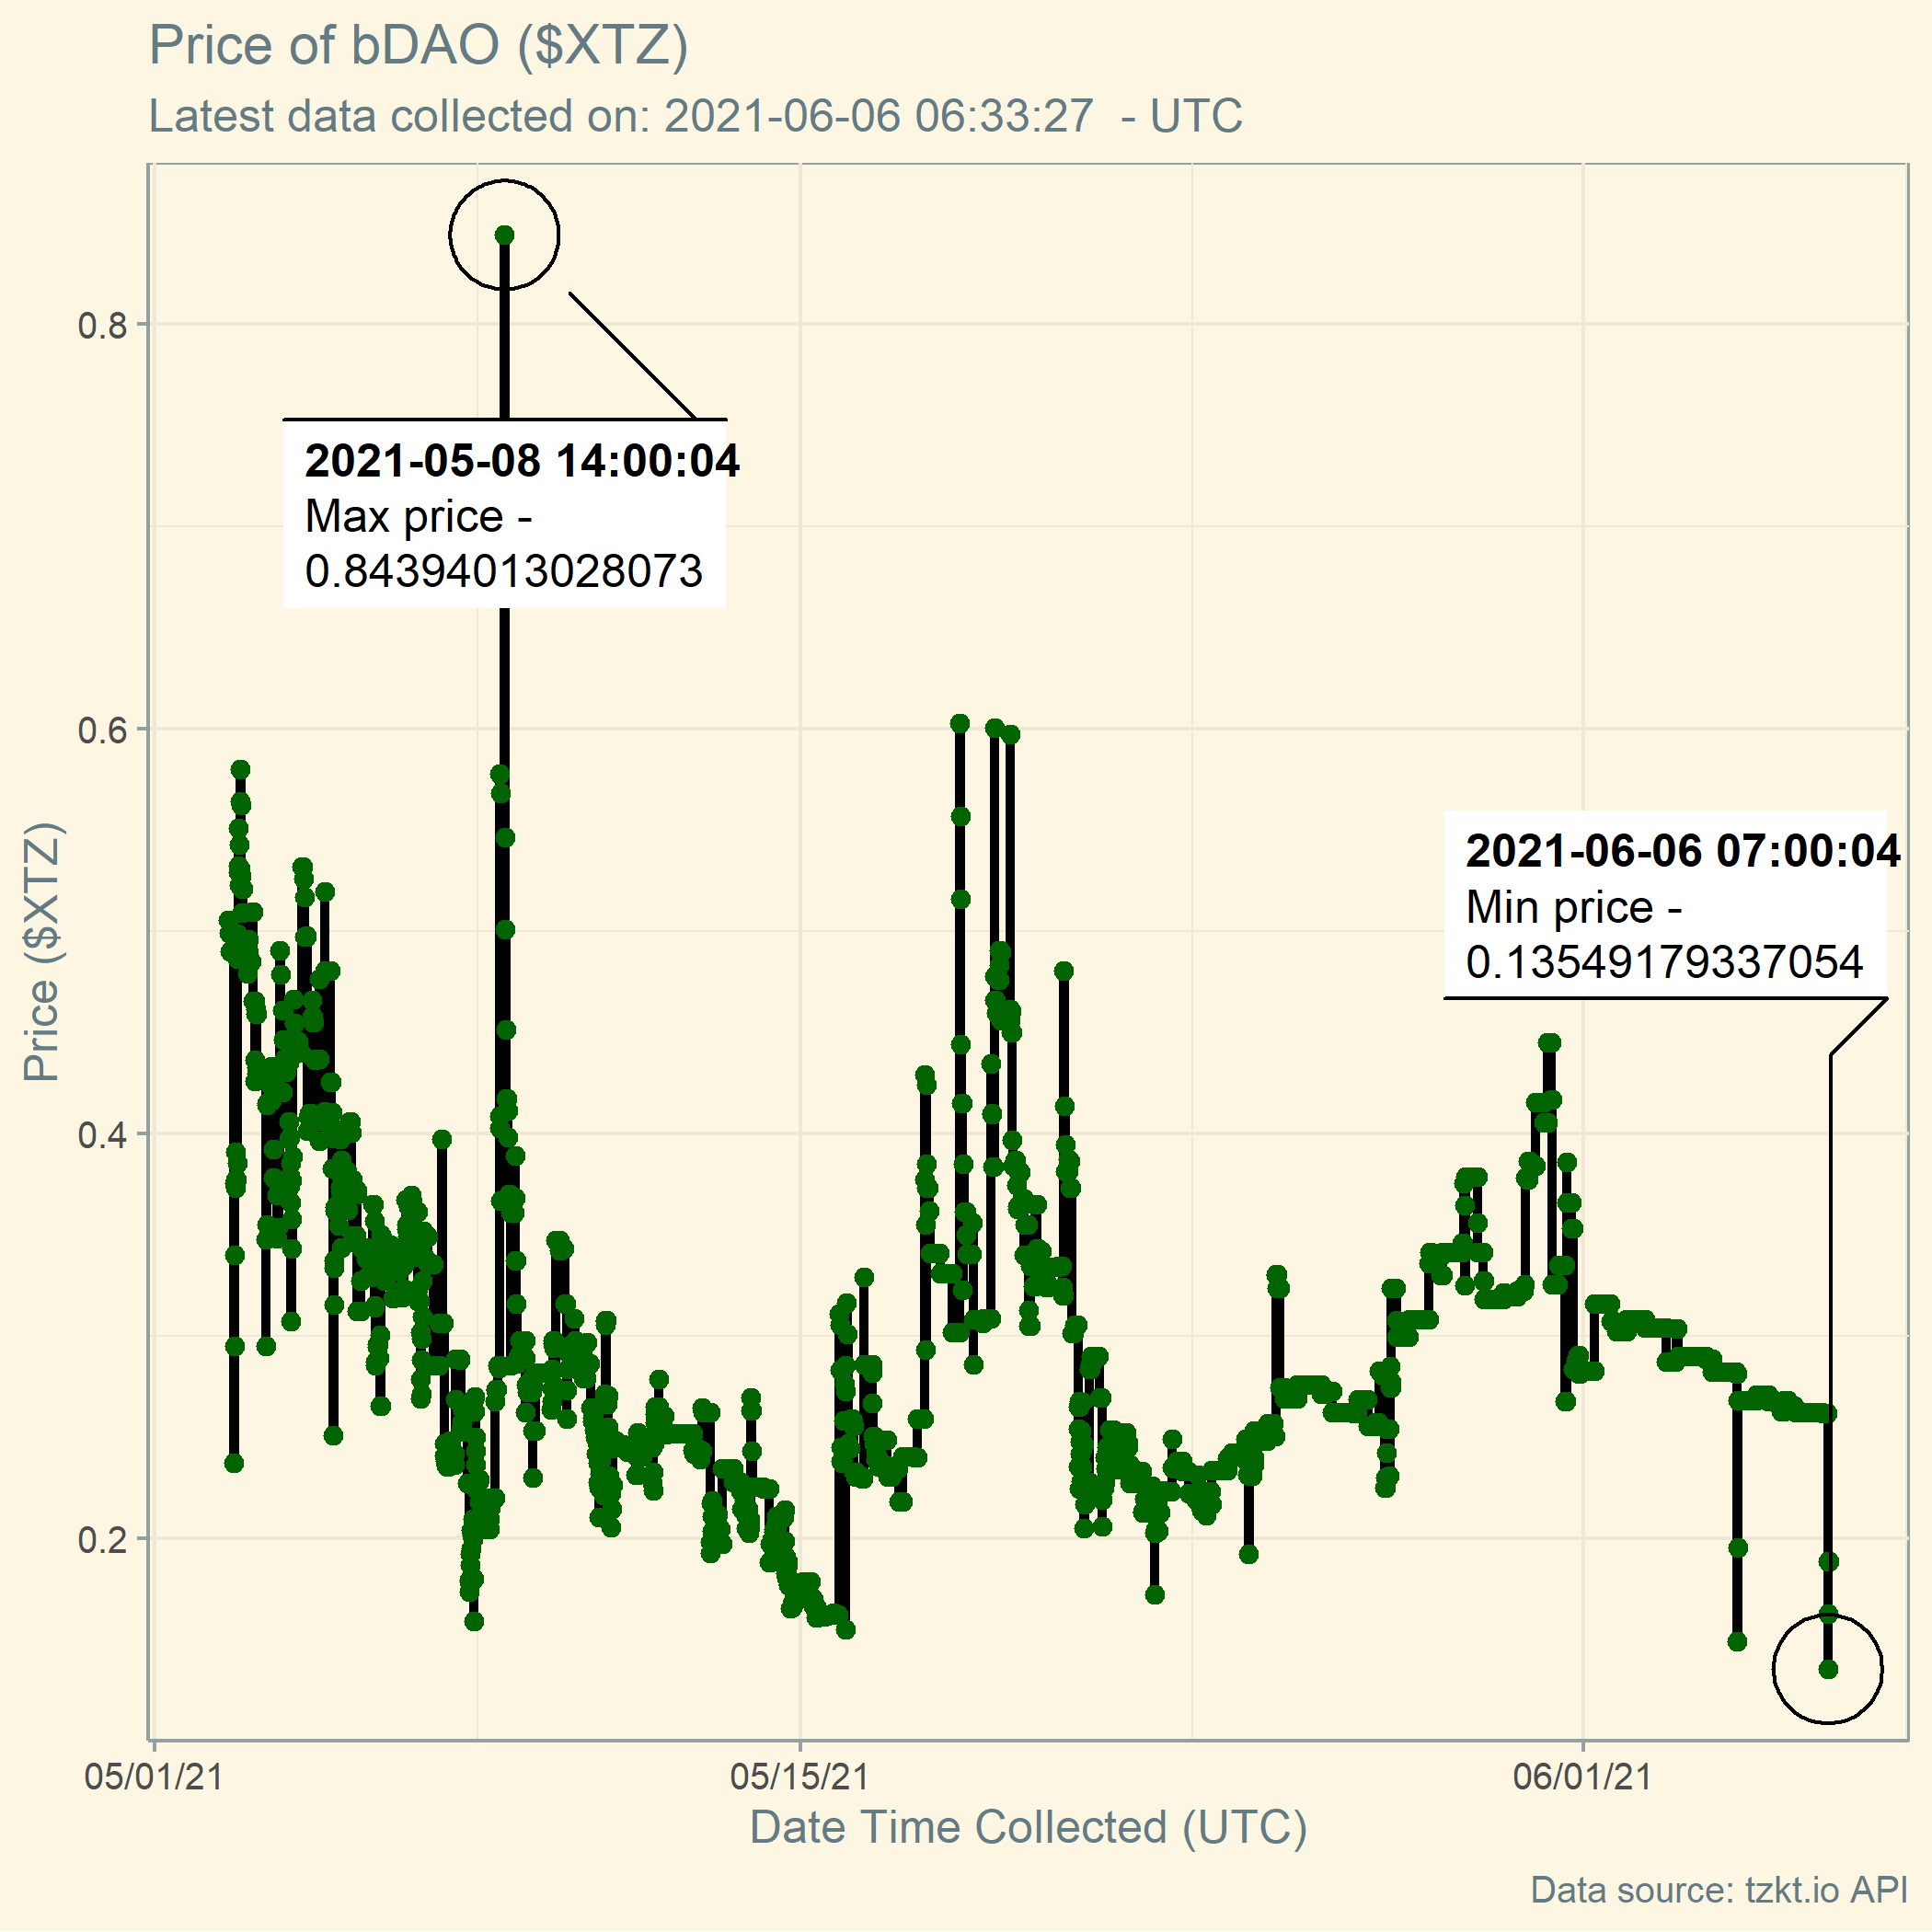 Price of bDAO ($XTZ)
Latest data collected on: 2021-06-06 06:33:27  - UTC
2021-05-08 14:00:04
Max price -
0.84394013028073
2021-06-06 07:00:04
Min price -
0.13549179337054
Price ($XTZ)
0.8
0.6
0.4
0.2
05/01/21
05/15/21
06/01/21
Date Time Collected (UTC)
Data source: tzkt.io API